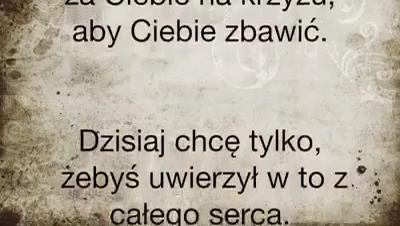 za Ciebie na krzyżu,
aby Ciebie zbawić.
Dzisiaj chcę tylko,
żebyś uwierzył w to z
całego serca.